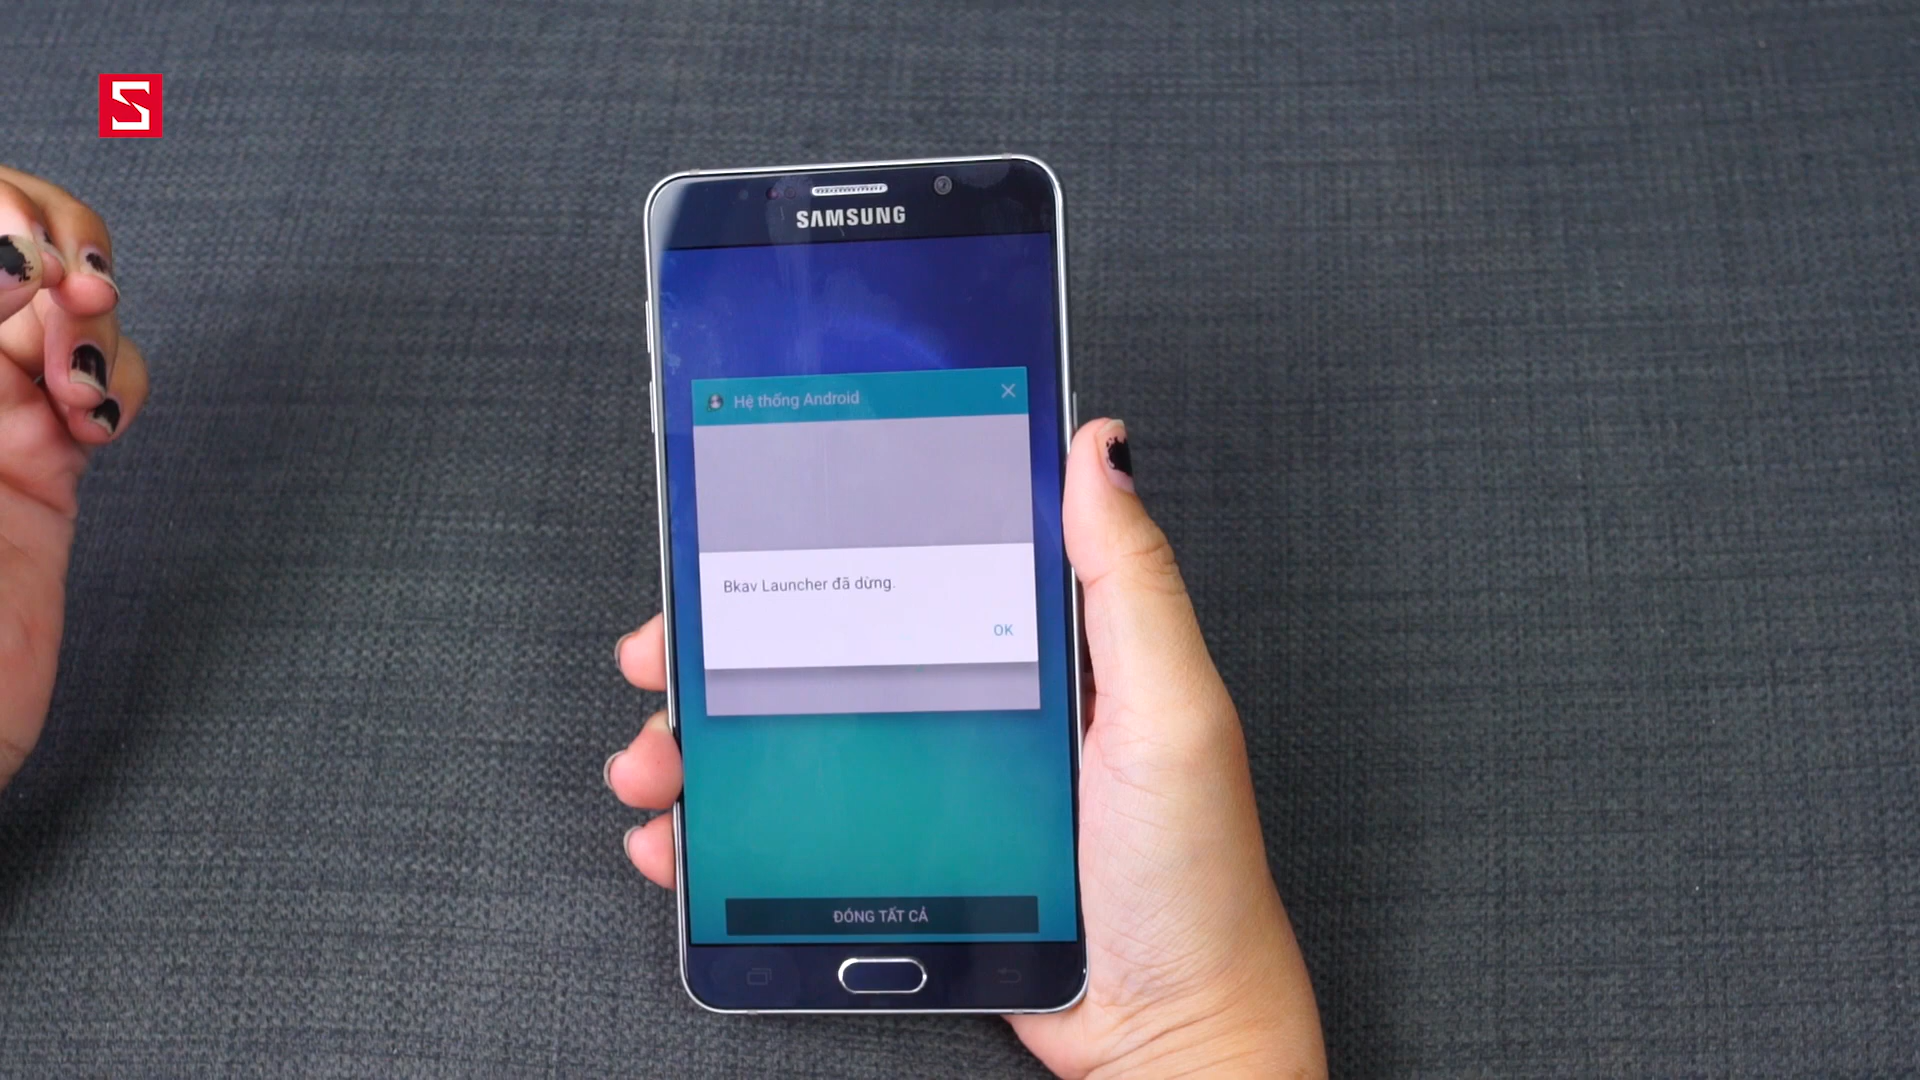 S
SAMSUNG
Hệ thống Android
Bkav Launcher đã dừng.
OK
ĐÓNG TẤT CẢ